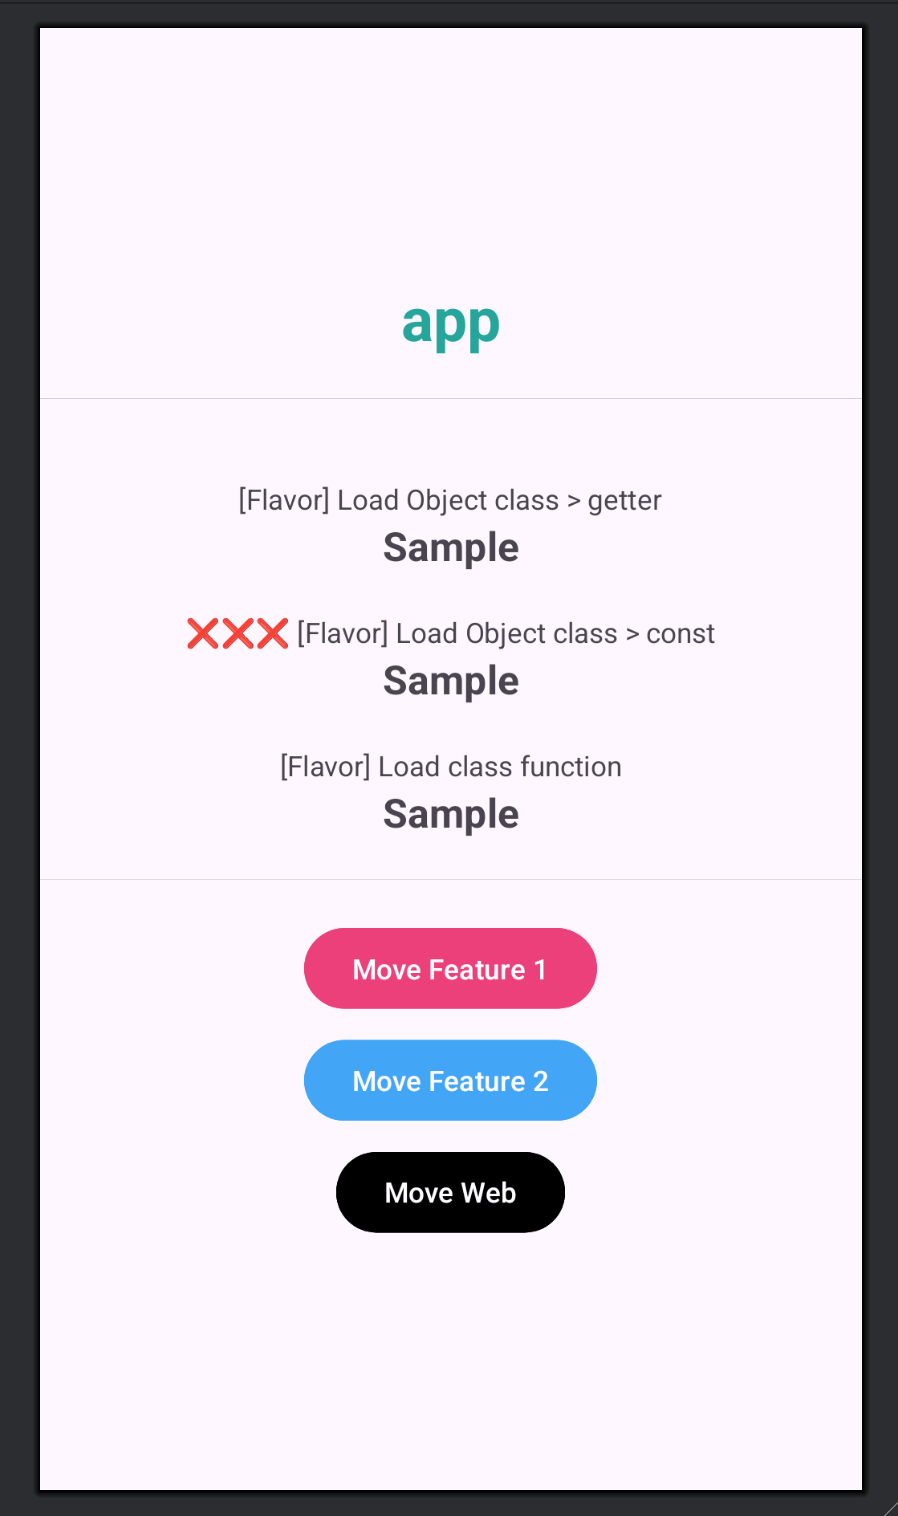 app
[Flavor] Load Object class > getter
Sample
❌❌❌ [Flavor] Load Object class > const
Sample
[Flavor] Load class function
Sample
Move Feature 1
Move Feature 2
Move Web